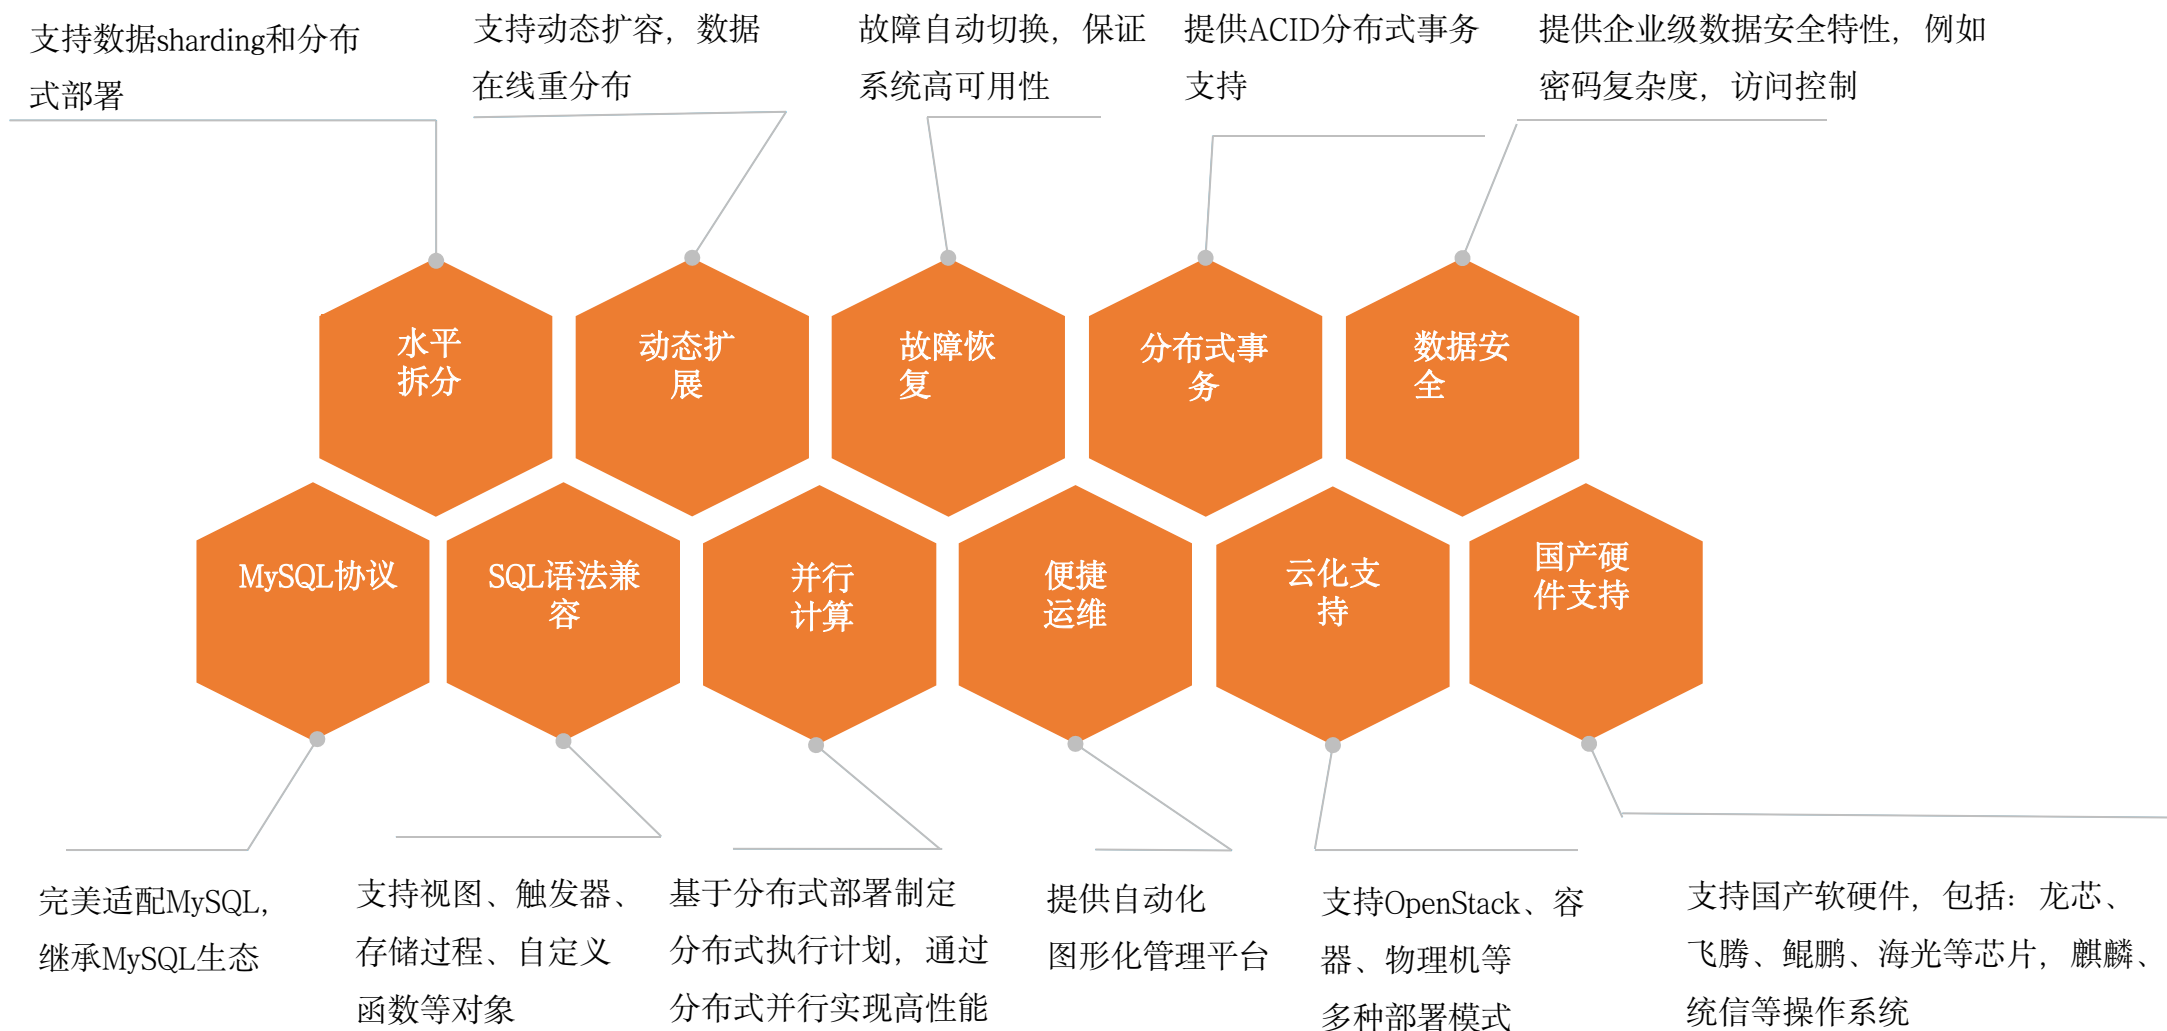 支持数据sharding和分布
式部署
支持动态扩容，数据
在线重分布
故障自动切换，保证
系统高可用性
提供ACID分布式事务
支持
提供企业级数据安全特性，例如
密码复杂度，访问控制
水平
拆分
动态扩
展
故障恢
复
分布式事
务
数据安
全
MySQL协议
SQL语法兼
容
并行
计算
便捷
运维
云化支
持
国产硬
件支持
完美适配MySQL，
继承MySQL生态
支持视图、触发器、
存储过程、自定义
函数等对象
基于分布式部署制定
分布式执行计划，通过
分布式并行实现高性能
提供自动化
图形化管理平台
支持OpenStack、容
器、物理机等
多种部署模式
支持国产软硬件，包括：龙芯、
飞腾、鲲鹏、海光等芯片，麒麟、
统信等操作系统